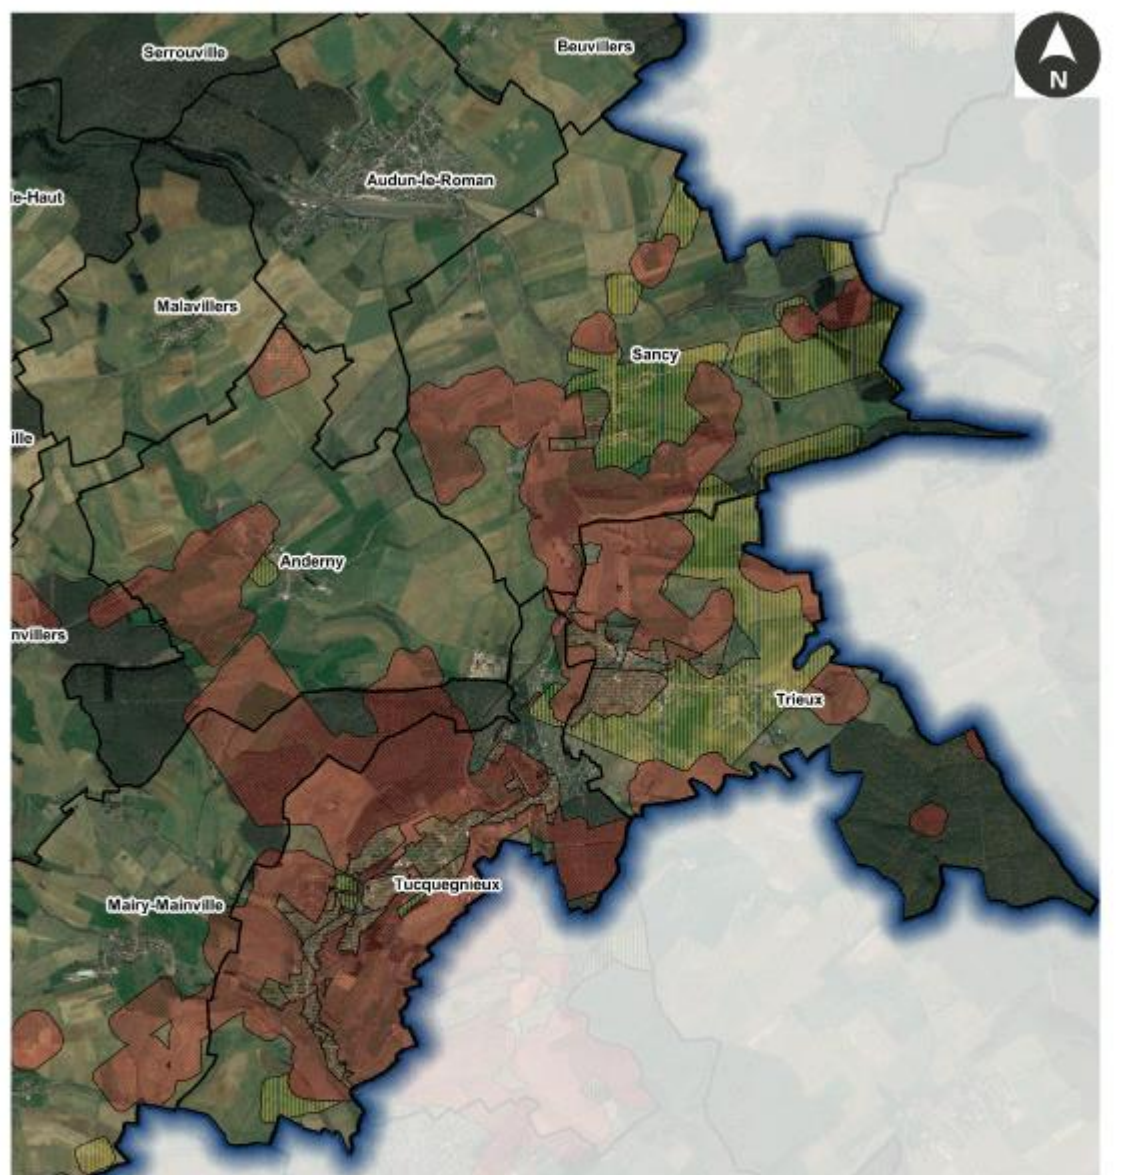 Serrouville
Beuvillers
N
Audun-le-Roman
le-Haut
Malavillers
Sancy
ille
Anderny
nvillers
Trieux
Tucquegnieux
Mairy-Mainville